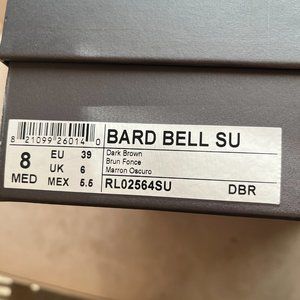 BARD BELL SU
8 21099 26014 0
Dark Brown
Brun Fonce
Marron Oscuro
8 EU 39
UK 6
MED MEX 5.5
RL02564SU DBR